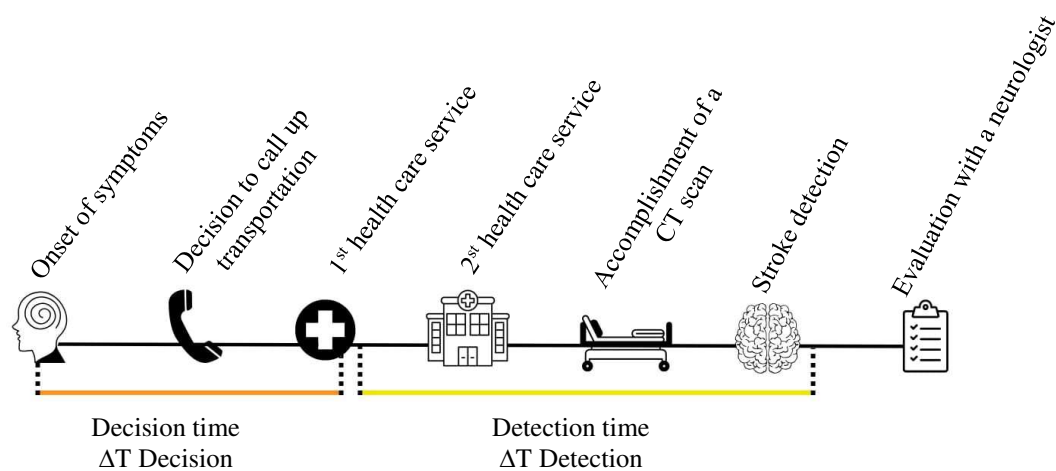 Onset of symptoms
Decision to call up
transportation
1st health care service
2st health care service
Accomplishment of a
CT scan
Stroke detection
Evaluation with a neurologist
Decision time
ΔT Decision
Detection time
ΔT Detection